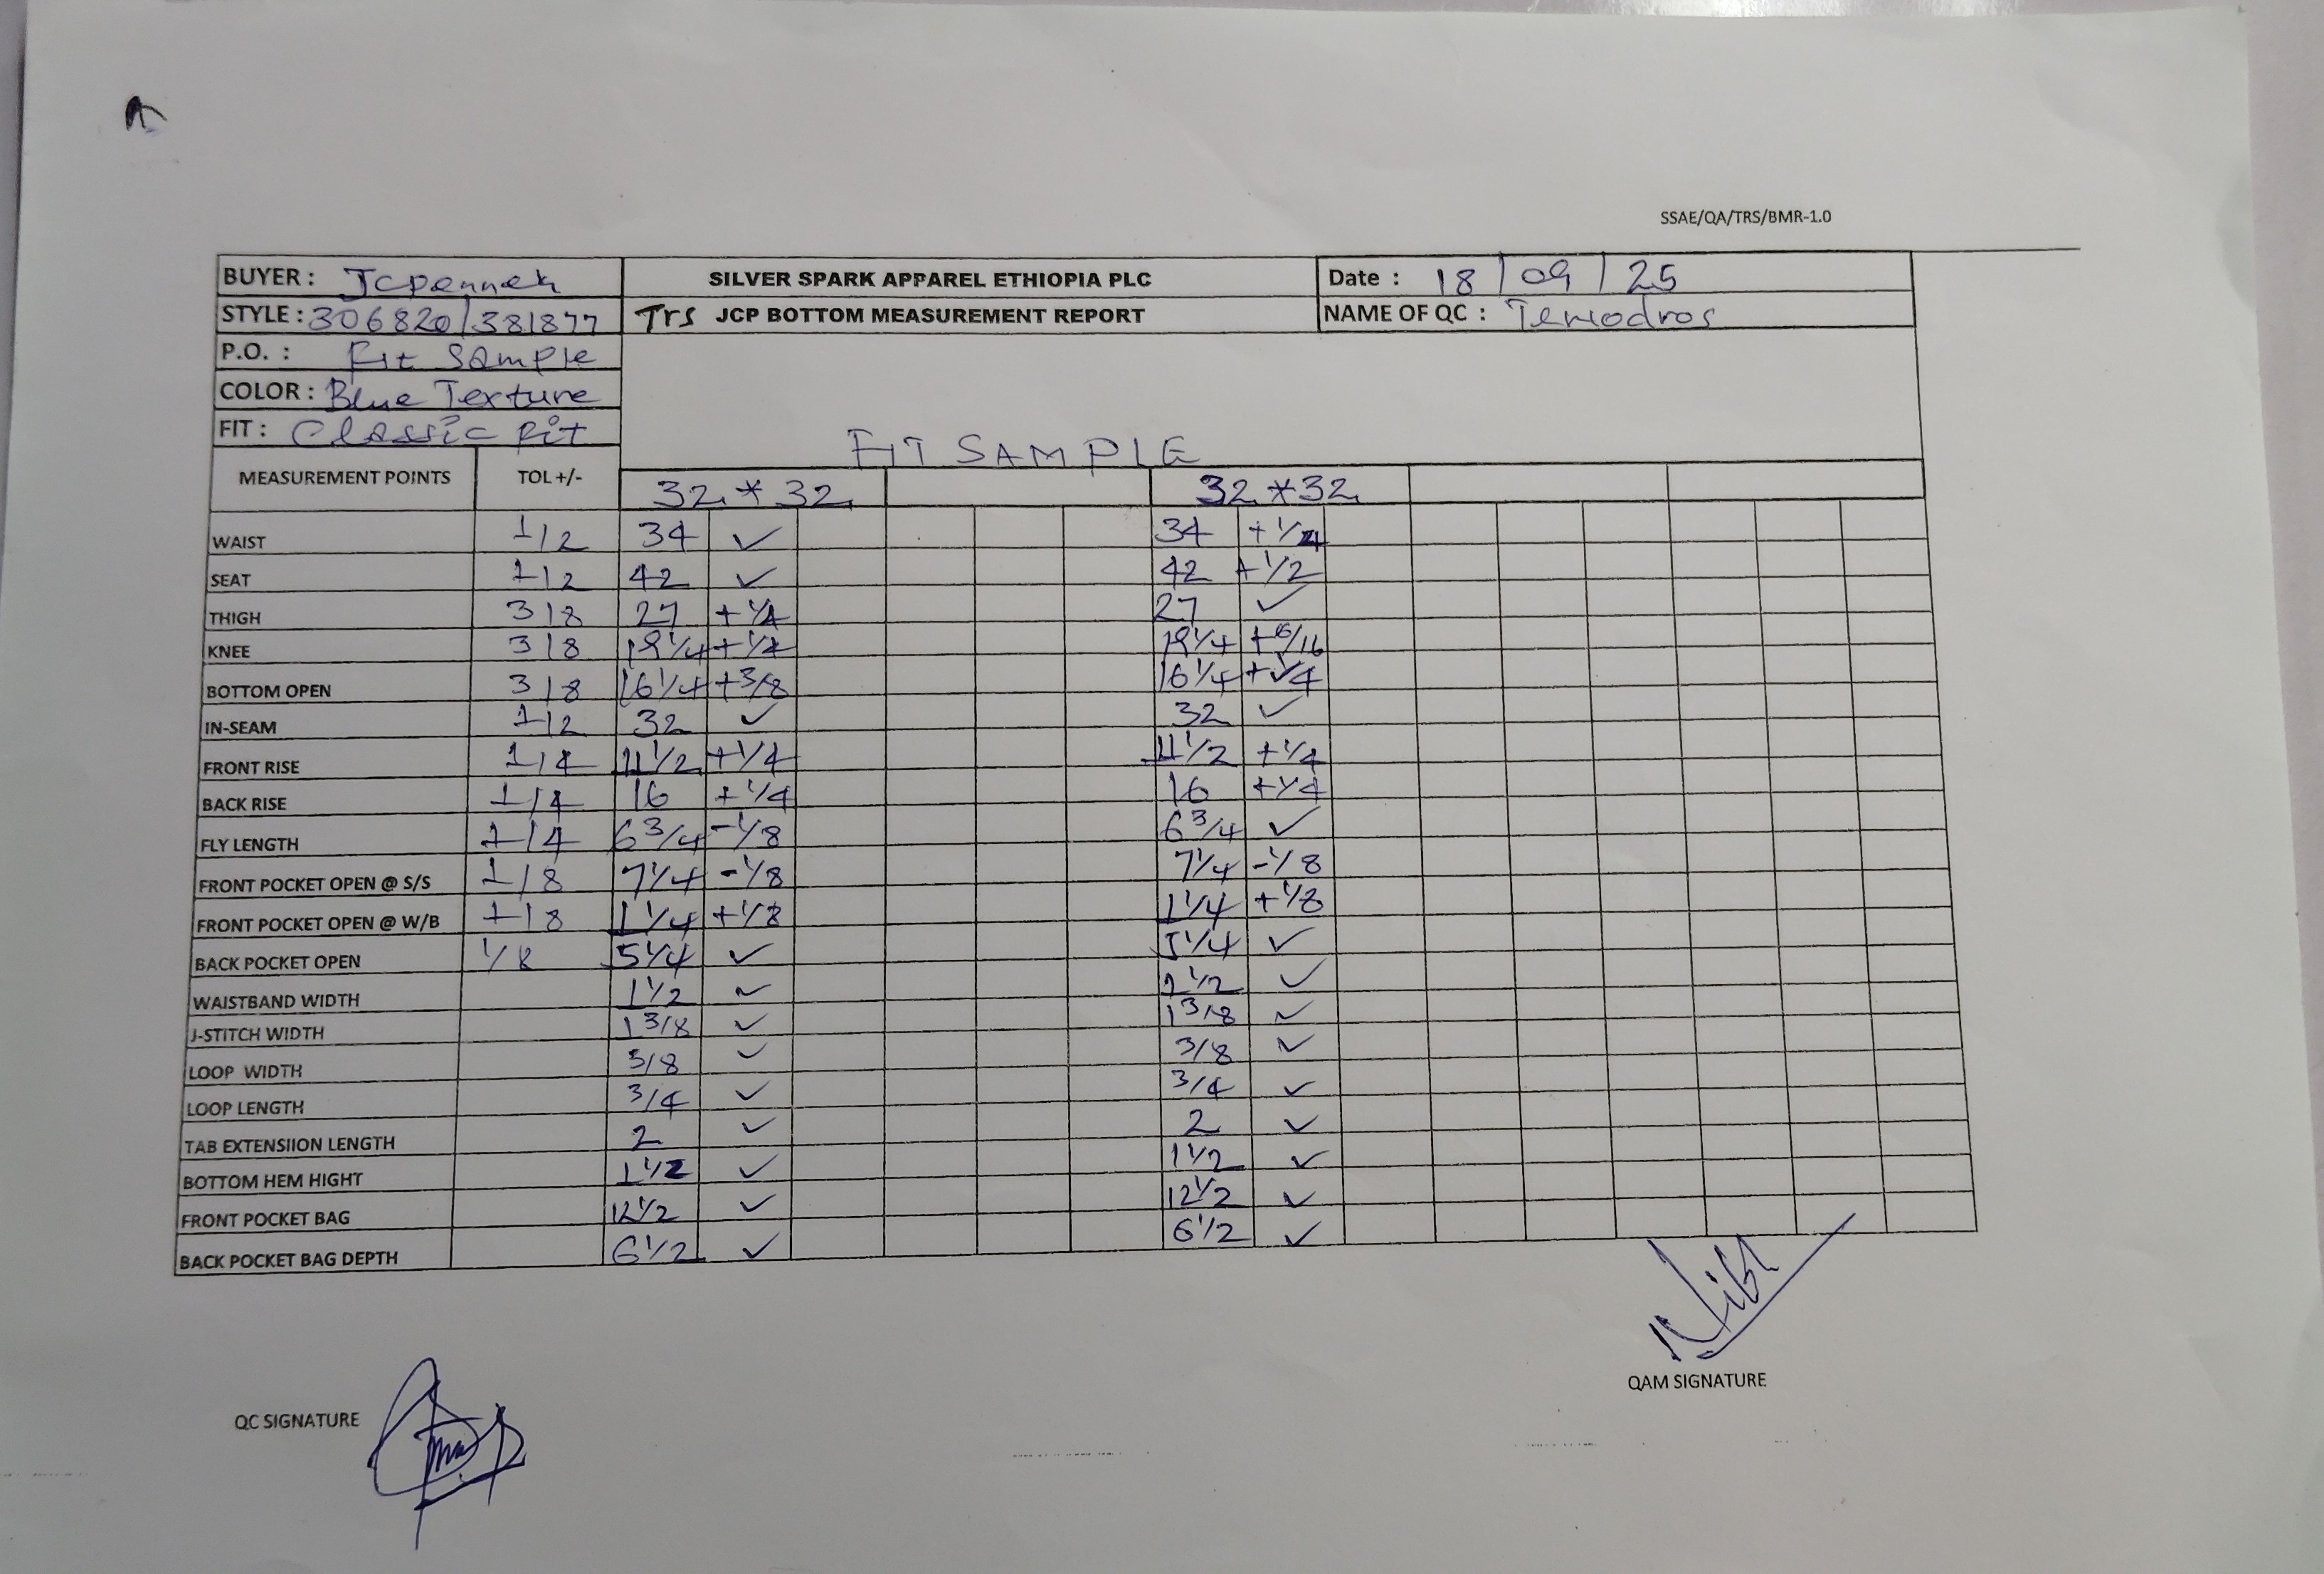 SSAE/QA/TRS/BMR-1.0
BUYER : Jcpenneh SILVER SPARK APPAREL ETHIOPIA PLC Date : 18/09/25
STYLE : 306820/381877 Trs JCP BOTTOM MEASUREMENT REPORT NAME OF QC : Tewodros
P.O. : Fit Sample
COLOR : Blue Texture
FIT : Classic fit
FIT SAMPLE
MEASUREMENT POINTS TOL +/- 32*32 32*32
WAIST 1/2 34 ✓ 34 +1/4
SEAT 1/2 42 ✓ 42 +1/2
THIGH 3/8 27 +1/4 27 ✓
KNEE 3/8 19 1/4 19 1/4
BOTTOM OPEN 3/8 16 1/4 +3/8 16 1/4 +1/4
IN-SEAM 1/2 32 ✓ 32 ✓
FRONT RISE 1/4 11 1/2 +1/4 11 1/2 +1/4
BACK RISE 1/4 16 +1/4 16 +1/4
FLY LENGTH 1/4 6 3/4 -1/8 6 3/4 ✓
FRONT POCKET OPEN @ S/S 1/8 7 1/4 -1/8 7 1/4 -1/8
FRONT POCKET OPEN @ W/B 1/8 1 1/4 +1/8 1 1/4 +1/8
BACK POCKET OPEN 1/8 5 1/4 ✓ 5 1/4 ✓
WAISTBAND WIDTH 1 1/2 ✓ 1 1/2 ✓
J-STITCH WIDTH 1 3/8 ✓ 1 3/8 ✓
LOOP WIDTH 3/8 ✓ 3/8 ✓
LOOP LENGTH 3/4 ✓ 3/4 ✓
TAB EXTENSIION LENGTH 2 ✓ 2 ✓
BOTTOM HEM HIGHT 1 1/2 ✓ 1 1/2 ✓
FRONT POCKET BAG 12 1/2 ✓ 12 1/2 ✓
BACK POCKET BAG DEPTH 6 1/2 ✓ 6 1/2 ✓
QAM SIGNATURE
QC SIGNATURE